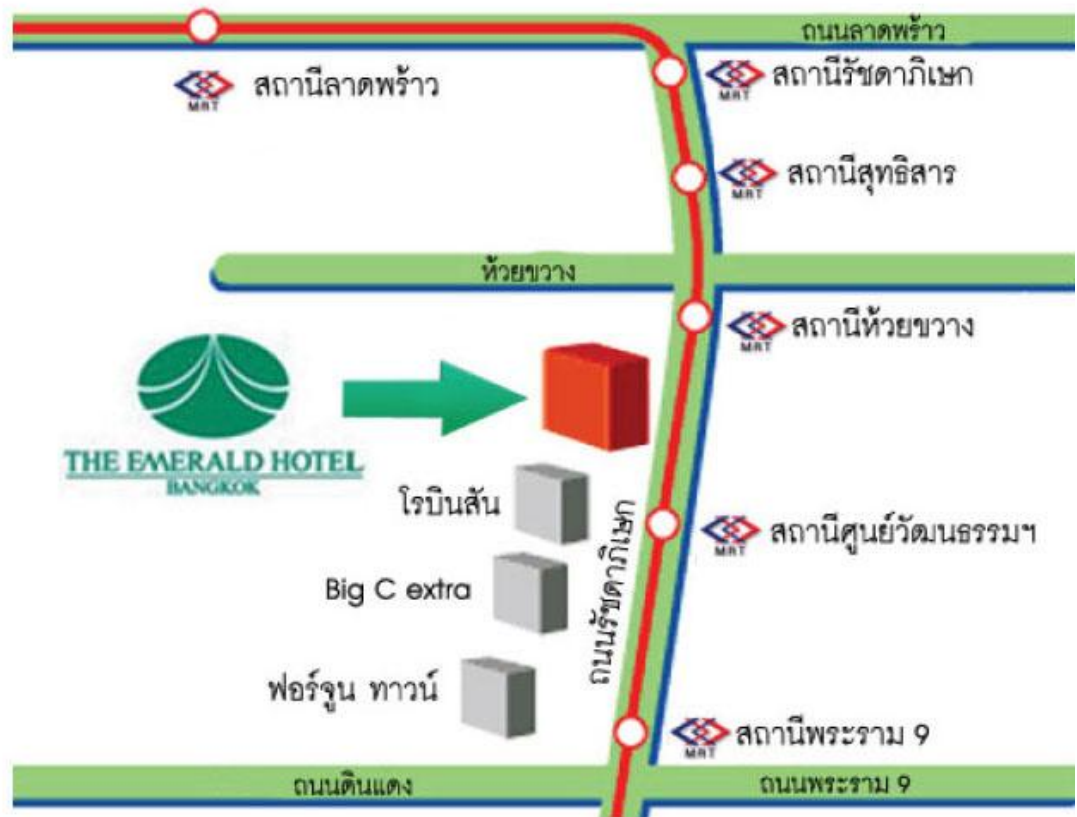 ถนนลาดพร้าว
MRT สถานีลาดพร้าว
MRT สถานีรัชดาภิเษก
MRT สถานีสุทธิสาร
ห้วยขวาง
MRT สถานีห้วยขวาง
THE EMERALD HOTEL
BANGKOK
โรบินสัน
MRT สถานีศูนย์วัฒนธรรมฯ
Big C extra
ถนนรัชดาภิเษก
ฟอร์จูน ทาวน์
MRT สถานีพระราม 9
ถนนดินแดง
ถนนพระราม 9